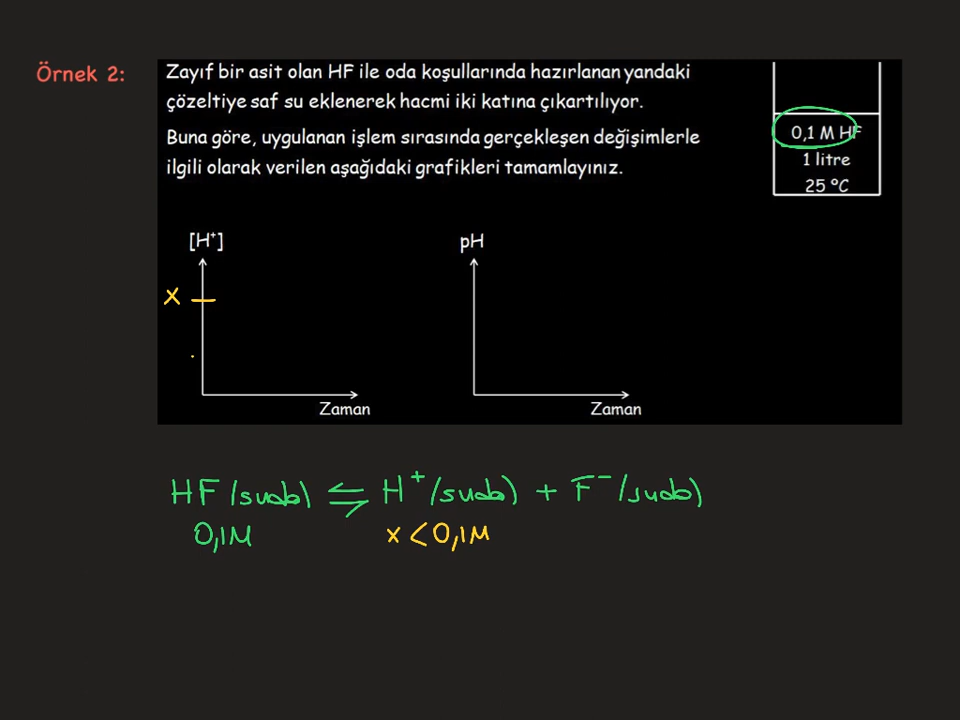 Örnek 2:
Zayıf bir asit olan HF ile oda koşullarında hazırlanan yandaki
çözeltiye saf su eklenerek hacmi iki katına çıkartılıyor.
Buna göre, uygulanan işlem sırasında gerçekleşen değişimlerle
ilgili olarak verilen aşağıdaki grafikleri tamamlayınız.
0,1 M HF
1 litre
25 °C
[H⁺]
x
Zaman
pH
Zaman
HF (suda) ⇌ H⁺ (suda) + F⁻ (suda)
0,1M x < 0,1M